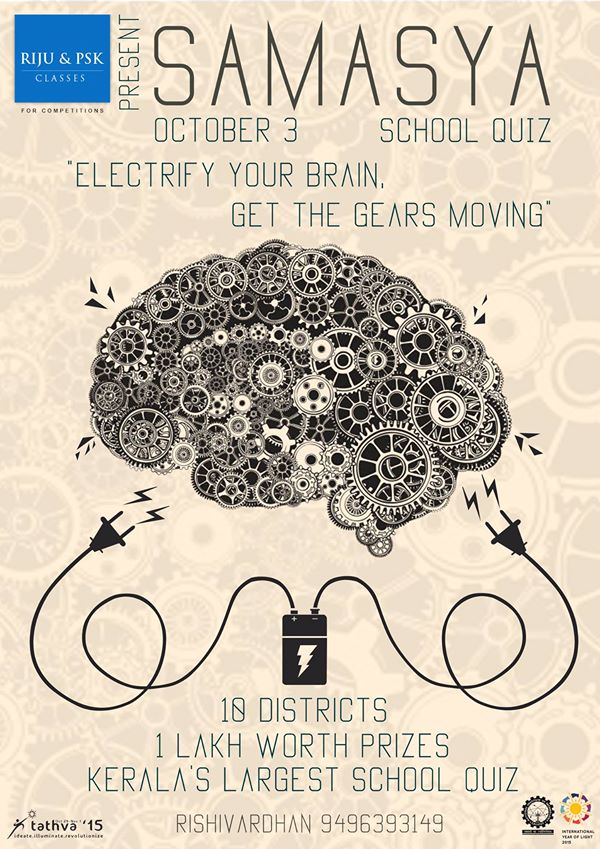 RIJU & PSK
CLASSES
FOR COMPETITIONS
PRESENT
SAMASYA
OCTOBER 3 SCHOOL QUIZ
"ELECTRIFY YOUR BRAIN,
GET THE GEARS MOVING"
+ -
10 DISTRICTS
1 LAKH WORTH PRIZES
KERALA'S LARGEST SCHOOL QUIZ
RISHIVARDHAN 9496393149
tathva '15
ideate.illuminate.revolutionize
INTERNATIONAL
YEAR OF LIGHT
2015